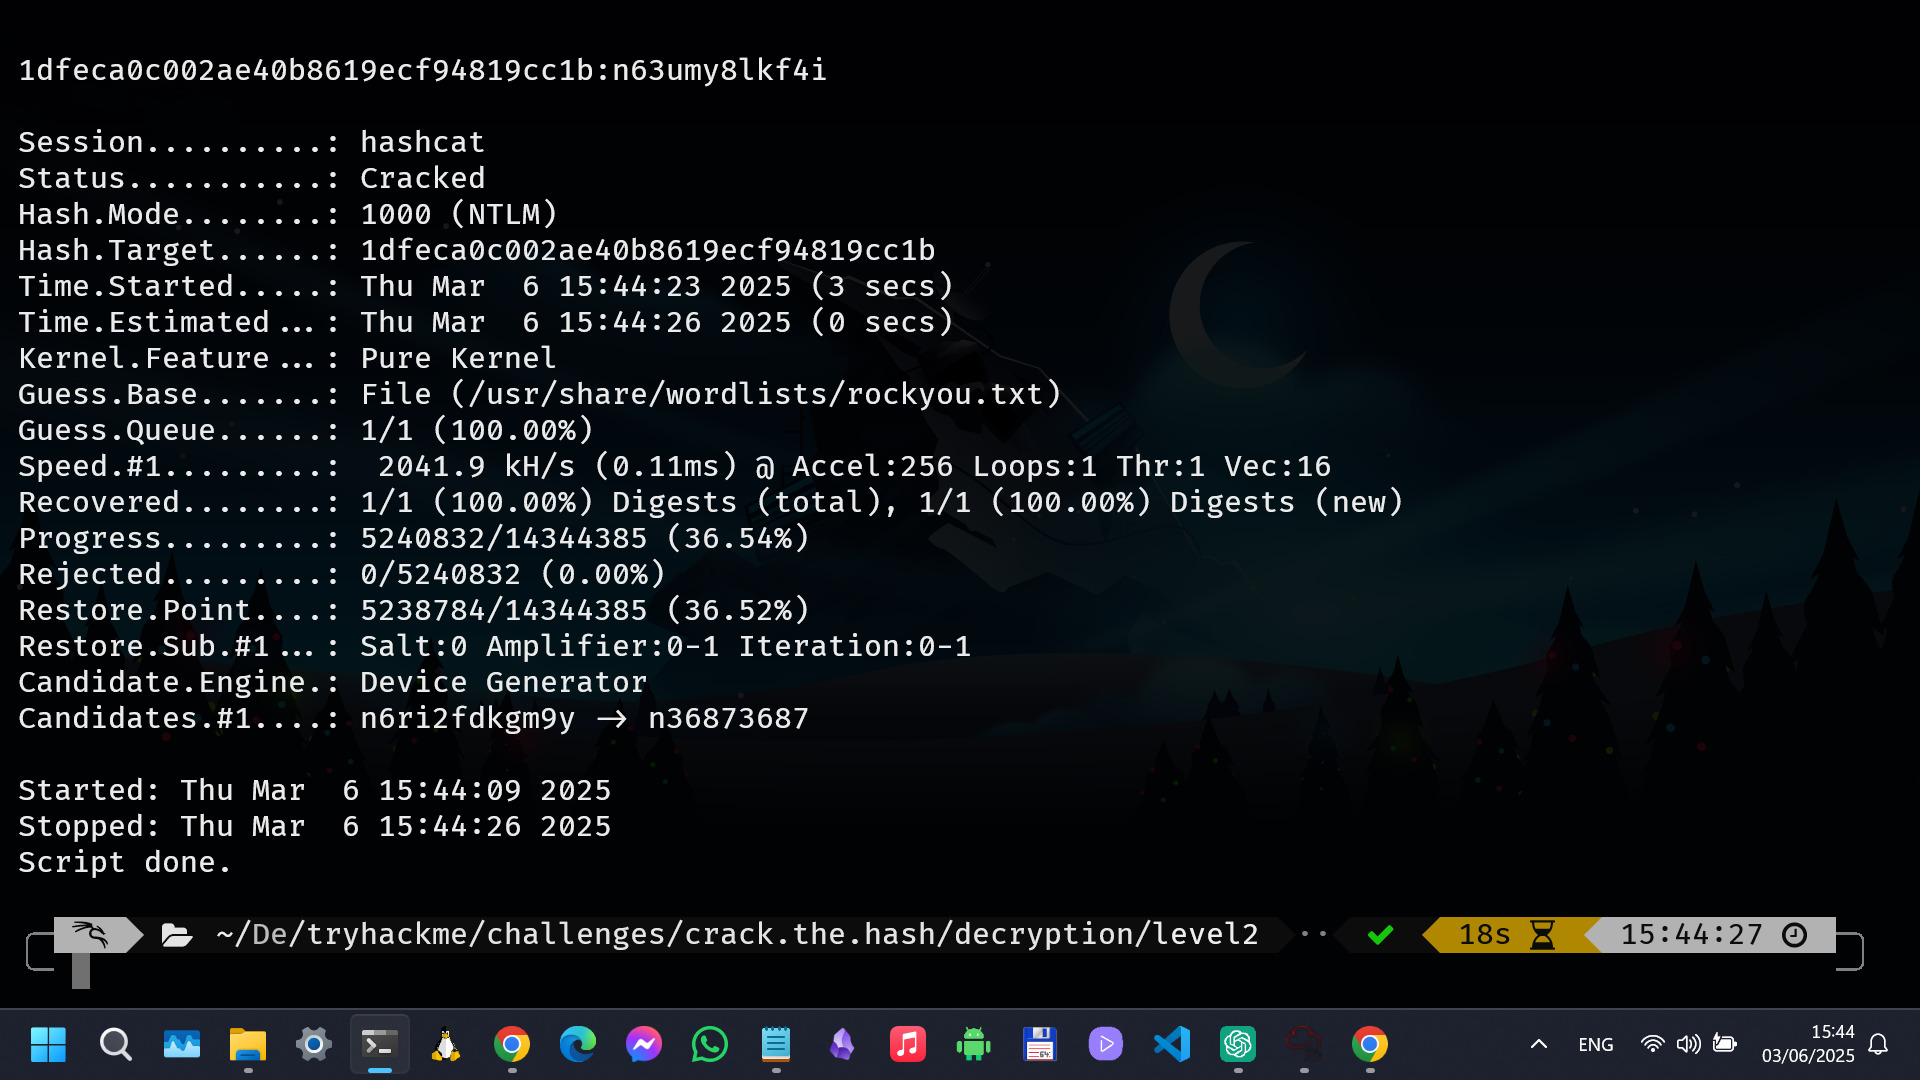 1dfeca0c002ae40b8619ecf94819cc1b:n63umy8lkf4i
Session..........: hashcat
Status...........: Cracked
Hash.Mode........: 1000 (NTLM)
Hash.Target......: 1dfeca0c002ae40b8619ecf94819cc1b
Time.Started.....: Thu Mar  6 15:44:23 2025 (3 secs)
Time.Estimated...: Thu Mar  6 15:44:26 2025 (0 secs)
Kernel.Feature...: Pure Kernel
Guess.Base.......: File (/usr/share/wordlists/rockyou.txt)
Guess.Queue......: 1/1 (100.00%)
Speed.#1.........:  2041.9 kH/s (0.11ms) @ Accel:256 Loops:1 Thr:1 Vec:16
Recovered........: 1/1 (100.00%) Digests (total), 1/1 (100.00%) Digests (new)
Progress.........: 5240832/14344385 (36.54%)
Rejected.........: 0/5240832 (0.00%)
Restore.Point....: 5238784/14344385 (36.52%)
Restore.Sub.#1...: Salt:0 Amplifier:0-1 Iteration:0-1
Candidate.Engine.: Device Generator
Candidates.#1....: n6ri2fdkgm9y -> n36873687
Started: Thu Mar  6 15:44:09 2025
Stopped: Thu Mar  6 15:44:26 2025
Script done.
~/De/tryhackme/challenges/crack.the.hash/decryption/level2 ·· 18s 15:44:27
64
ENG
15:44
03/06/2025